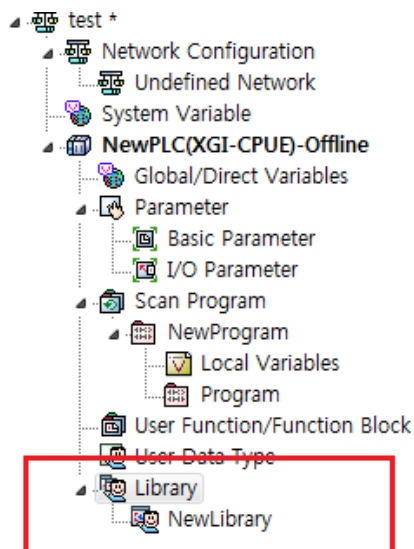 test *
Network Configuration
Undefined Network
System Variable
NewPLC(XGI-CPUE)-Offline
Global/Direct Variables
Parameter
Basic Parameter
I/O Parameter
Scan Program
NewProgram
Local Variables
Program
User Function/Function Block
User Data Type
Library
NewLibrary